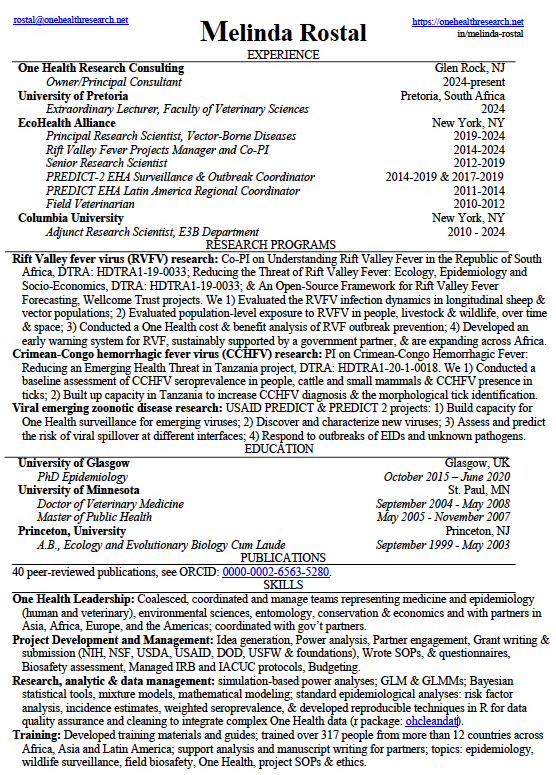 rostal@onehealthresearch.net
Melinda Rostal
https://onehealthresearch.net
in/melinda-rostal
EXPERIENCE
One Health Research Consulting Glen Rock, NJ
Owner/Principal Consultant 2024-present
University of Pretoria Pretoria, South Africa
Extraordinary Lecturer, Faculty of Veterinary Sciences 2024
EcoHealth Alliance New York, NY
Principal Research Scientist, Vector-Borne Diseases 2019-2024
Rift Valley Fever Projects Manager and Co-PI 2014-2024
Senior Research Scientist 2012-2019
PREDICT-2 EHA Surveillance & Outbreak Coordinator 2014-2019 & 2017-2019
PREDICT EHA Latin America Regional Coordinator 2011-2014
Field Veterinarian 2010-2012
Columbia University New York, NY
Adjunct Research Scientist, E3B Department 2010 - 2024
RESEARCH PROGRAMS
Rift Valley fever virus (RVFV) research: Co-PI on Understanding Rift Valley Fever in the Republic of South
Africa, DTRA: HDTRA1-19-0033; Reducing the Threat of Rift Valley Fever: Ecology, Epidemiology and
Socio-Economics, DTRA: HDTRA1-19-0033; & An Open-Source Framework for Rift Valley Fever
Forecasting, Wellcome Trust projects. We 1) Evaluated the RVFV infection dynamics in longitudinal sheep &
vector populations; 2) Evaluated population-level exposure to RVFV in people, livestock & wildlife, over time
& space; 3) Conducted a One Health cost & benefit analysis of RVF outbreak prevention; 4) Developed an
early warning system for RVF, sustainably supported by a government partner, & are expanding across Africa.
Crimean-Congo hemorrhagic fever virus (CCHFV) research: PI on Crimean-Congo Hemorrhagic Fever:
Reducing an Emerging Health Threat in Tanzania project, DTRA: HDTRA1-20-1-0018. We 1) Conducted a
baseline assessment of CCHFV seroprevalence in people, cattle and small mammals & CCHFV presence in
ticks; 2) Built up capacity in Tanzania to increase CCHFV diagnosis & the morphological tick identification.
Viral emerging zoonotic disease research: USAID PREDICT & PREDICT 2 projects: 1) Build capacity for
One Health surveillance for emerging viruses; 2) Discover and characterize new viruses; 3) Assess and predict
the risk of viral spillover at different interfaces; 4) Respond to outbreaks of EIDs and unknown pathogens.
EDUCATION
University of Glasgow Glasgow, UK
PhD Epidemiology October 2015 – June 2020
University of Minnesota St. Paul, MN
Doctor of Veterinary Medicine September 2004 - May 2008
Master of Public Health May 2005 - November 2007
Princeton, University Princeton, NJ
A.B., Ecology and Evolutionary Biology Cum Laude September 1999 - May 2003
PUBLICATIONS
40 peer-reviewed publications, see ORCID: 0000-0002-6563-5280.
SKILLS
One Health Leadership: Coalesced, coordinated and manage teams representing medicine and epidemiology
(human and veterinary), environmental sciences, entomology, conservation & economics and with partners in
Asia, Africa, Europe, and the Americas; coordinated with gov't partners.
Project Development and Management: Idea generation, Power analysis, Partner engagement, Grant writing &
submission (NIH, NSF, USDA, USAID, DOD, USFW & foundations), Wrote SOPs, & questionnaires,
Biosafety assessment, Managed IRB and IACUC protocols, Budgeting.
Research, analytic & data management: simulation-based power analyses; GLM & GLMMs; Bayesian
statistical tools, mixture models, mathematical modeling; standard epidemiological analyses: risk factor
analysis, incidence estimates, weighted seroprevalence, & developed reproducible techniques in R for data
quality assurance and cleaning to integrate complex One Health data (r package: ohcleandat).
Training: Developed training materials and guides; trained over 317 people from more than 12 countries across
Africa, Asia and Latin America; support analysis and manuscript writing for partners; topics: epidemiology,
wildlife surveillance, field biosafety, One Health, project SOPs & ethics.